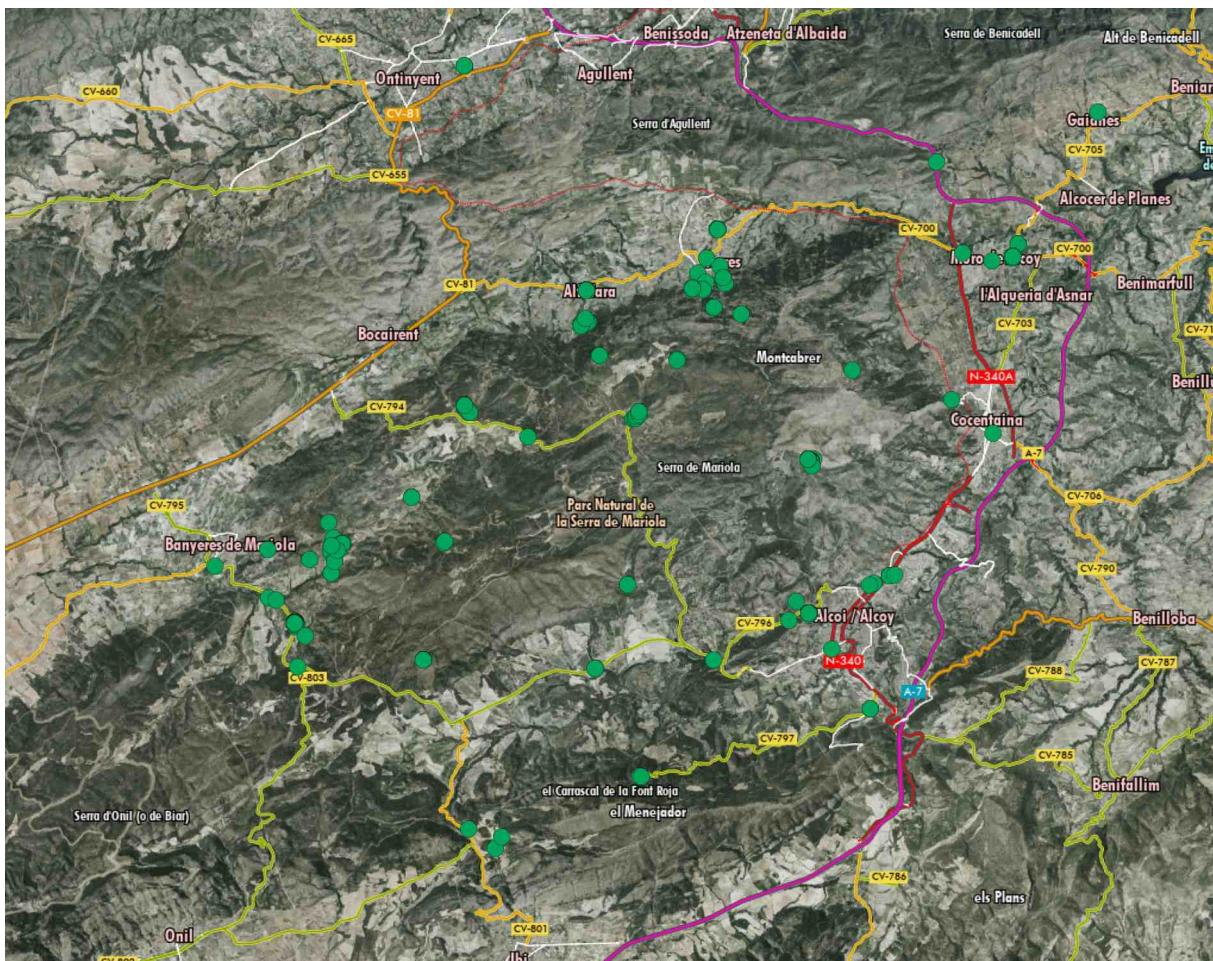 Benissoda
Atzeneta d'Albaida
Serra de Benicadell
Alt de Benicadell
CV-665
Ontinyent
Agullent
CV-660
CV-81
Serra d'Agullent
Gaianes
CV-705
CV-655
Alcocer de Planes
CV-700
CV-700
Muro de Alcoy
CV-81
Benimarfull
l'Alqueria d'Asnar
Bocairent
CV-703
Montcabrer
N-340A
CV-794
Cocentaina
A-7
Serra de Mariola
CV-706
CV-795
Parc Natural de
la Serra de Mariola
Banyeres de Mariola
CV-790
Alcoi / Alcoy
CV-796
Benilloba
N-340
CV-788
CV-787
CV-803
A-7
CV-797
CV-785
Benifallim
el Carrascal de la Font Roja
el Menejador
Serra d'Onil (o de Biar)
CV-786
els Plans
Onil
CV-801